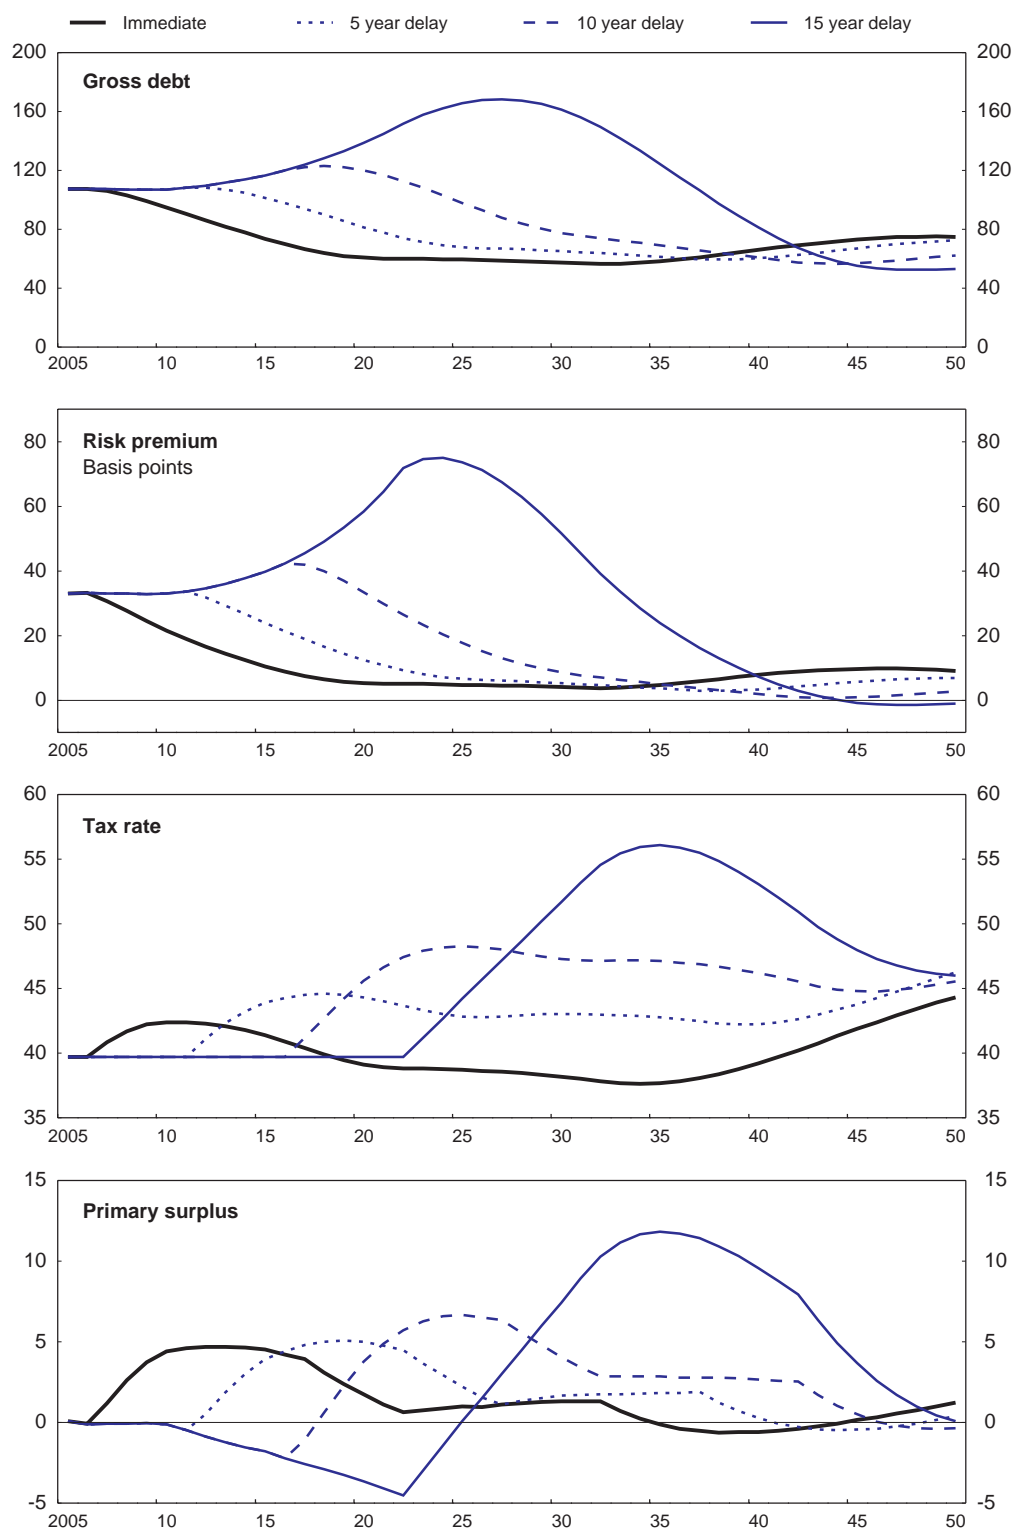 Immediate 5 year delay 10 year delay 15 year delay
200 200
Gross debt
160 160
120 120
80 80
40 40
0 0
2005 10 15 20 25 30 35 40 45 50
Risk premium
80 80
Basis points
60 60
40 40
20 20
0 0
2005 10 15 20 25 30 35 40 45 50
60 60
Tax rate
55 55
50 50
45 45
40 40
35 35
2005 10 15 20 25 30 35 40 45 50
15 15
Primary surplus
10 10
5 5
0 0
-5 -5
2005 10 15 20 25 30 35 40 45 50